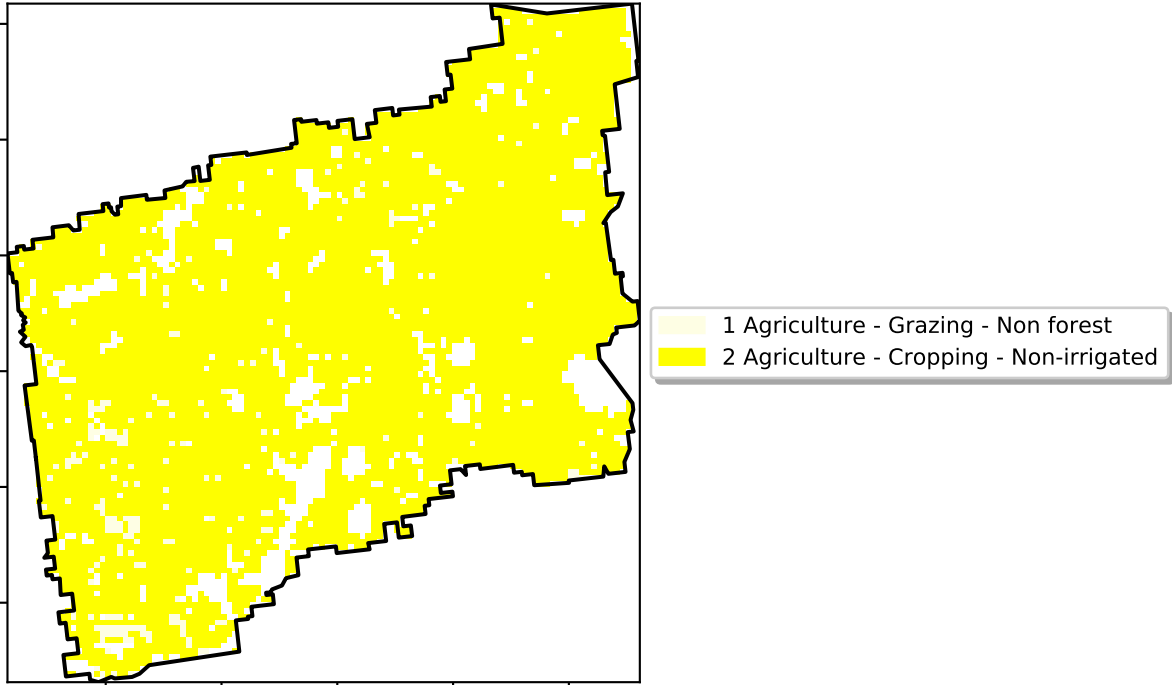 1 Agriculture - Grazing - Non forest
2 Agriculture - Cropping - Non-irrigated